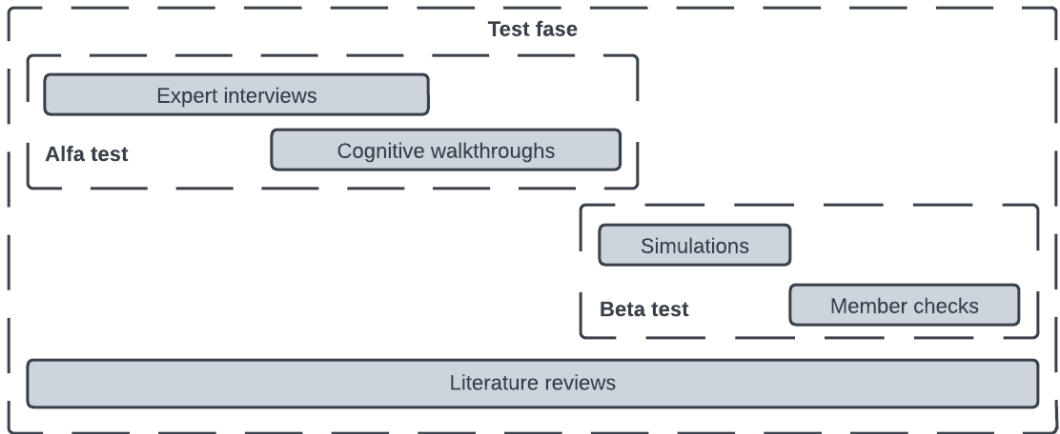 Test fase
Expert interviews
Alfa test
Cognitive walkthroughs
Simulations
Beta test
Member checks
Literature reviews